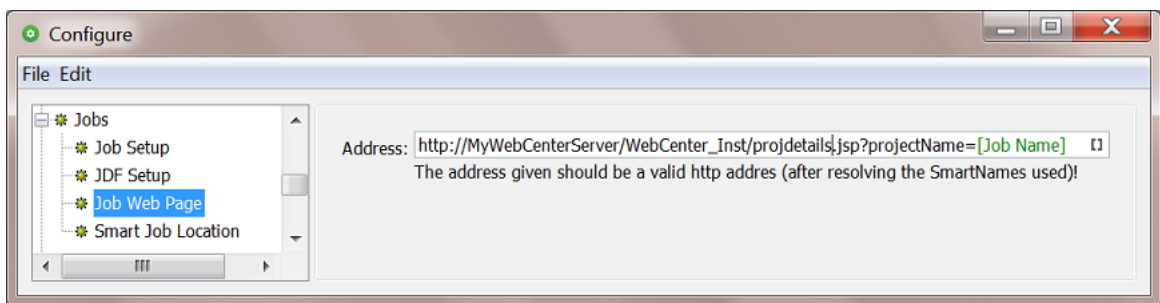 Configure
File Edit
Jobs
Job Setup
JDF Setup
Job Web Page
Smart Job Location
Address: http://MyWebCenterServer/WebCenter_Inst/projdetails.jsp?projectName=[Job Name] []
The address given should be a valid http addres (after resolving the SmartNames used)!